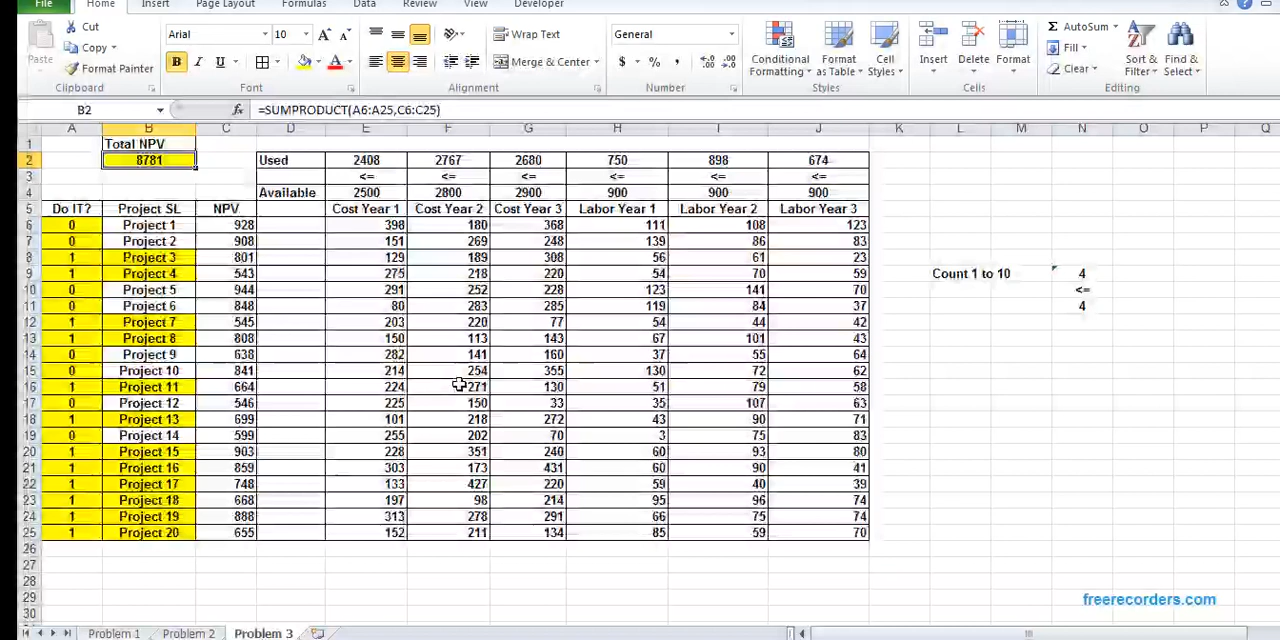 File Home Insert Page Layout Formulas Data Review View Developer
Cut Arial 10 Wrap Text General AutoSum
Copy Fill
Paste Format Painter B I U Merge & Center $ % , Conditional Formatting Format as Table Cell Styles Insert Delete Format Clear Sort & Filter Find & Select
Clipboard Font Alignment Number Styles Cells Editing
B2 fx =SUMPRODUCT(A6:A25,C6:C25)
A B C D E F G H I J K L M N O P Q
1 Total NPV
2 8781 Used 2408 2767 2680 750 898 674
3 <= <= <= <= <= <=
4 Available 2500 2800 2900 900 900 900
5 Do IT? Project SL NPV Cost Year 1 Cost Year 2 Cost Year 3 Labor Year 1 Labor Year 2 Labor Year 3
6 0 Project 1 928 398 180 368 111 108 123
7 0 Project 2 908 151 269 248 139 86 83
8 1 Project 3 801 129 189 308 56 61 23
9 1 Project 4 543 275 218 220 54 70 59 Count 1 to 10 4
10 0 Project 5 944 291 252 228 123 141 70 <=
11 0 Project 6 848 80 283 285 119 84 37 4
12 1 Project 7 545 203 220 77 54 44 42
13 1 Project 8 808 150 113 143 67 101 43
14 0 Project 9 638 282 141 160 37 55 64
15 0 Project 10 841 214 254 355 130 72 62
16 1 Project 11 664 224 271 130 51 79 58
17 0 Project 12 546 225 150 33 35 107 63
18 1 Project 13 699 101 218 272 43 90 71
19 0 Project 14 599 255 202 70 3 75 83
20 1 Project 15 903 228 351 240 60 93 80
21 1 Project 16 859 303 173 431 60 90 41
22 1 Project 17 748 133 427 220 59 40 39
23 1 Project 18 668 197 98 214 95 96 74
24 1 Project 19 888 313 278 291 66 75 74
25 1 Project 20 655 152 211 134 85 59 70
26
27
28
29
30
freerecorders.com
Problem 1 Problem 2 Problem 3